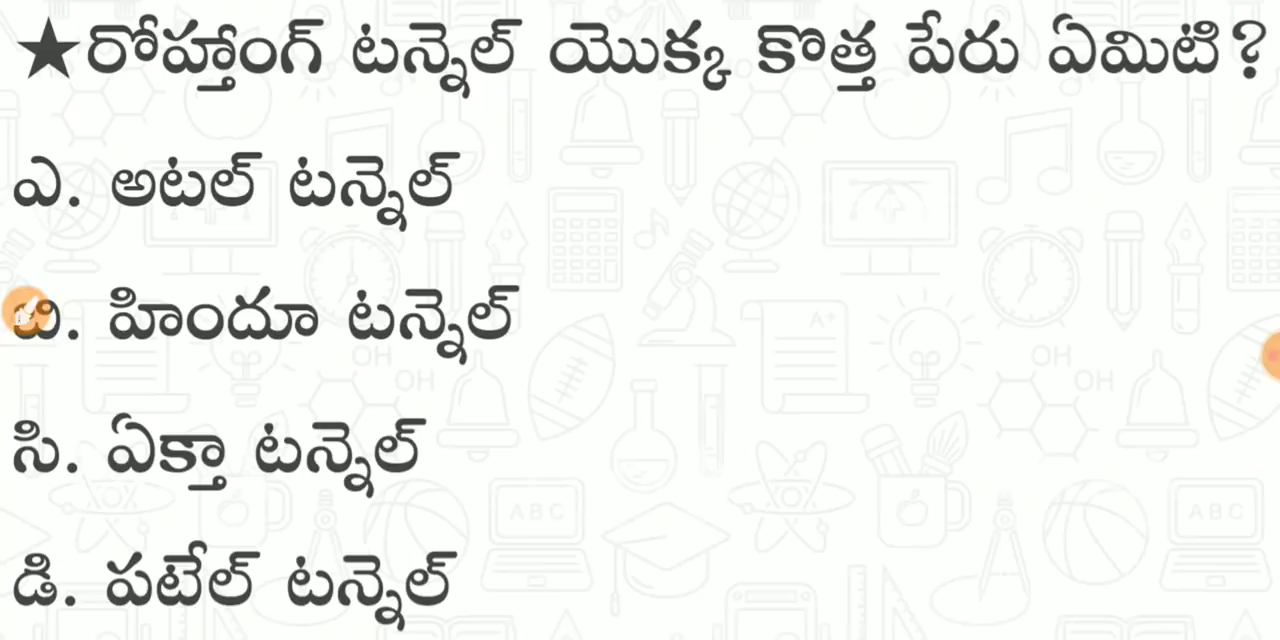 ★రోహ్తాంగ్ టన్నెల్ యొక్క కొత్త పేరు ఏమిటి?
ఎ. అటల్ టన్నెల్
బి. హిందూ టన్నెల్
సి. ఏక్తా టన్నెల్
డి. పటేల్ టన్నెల్